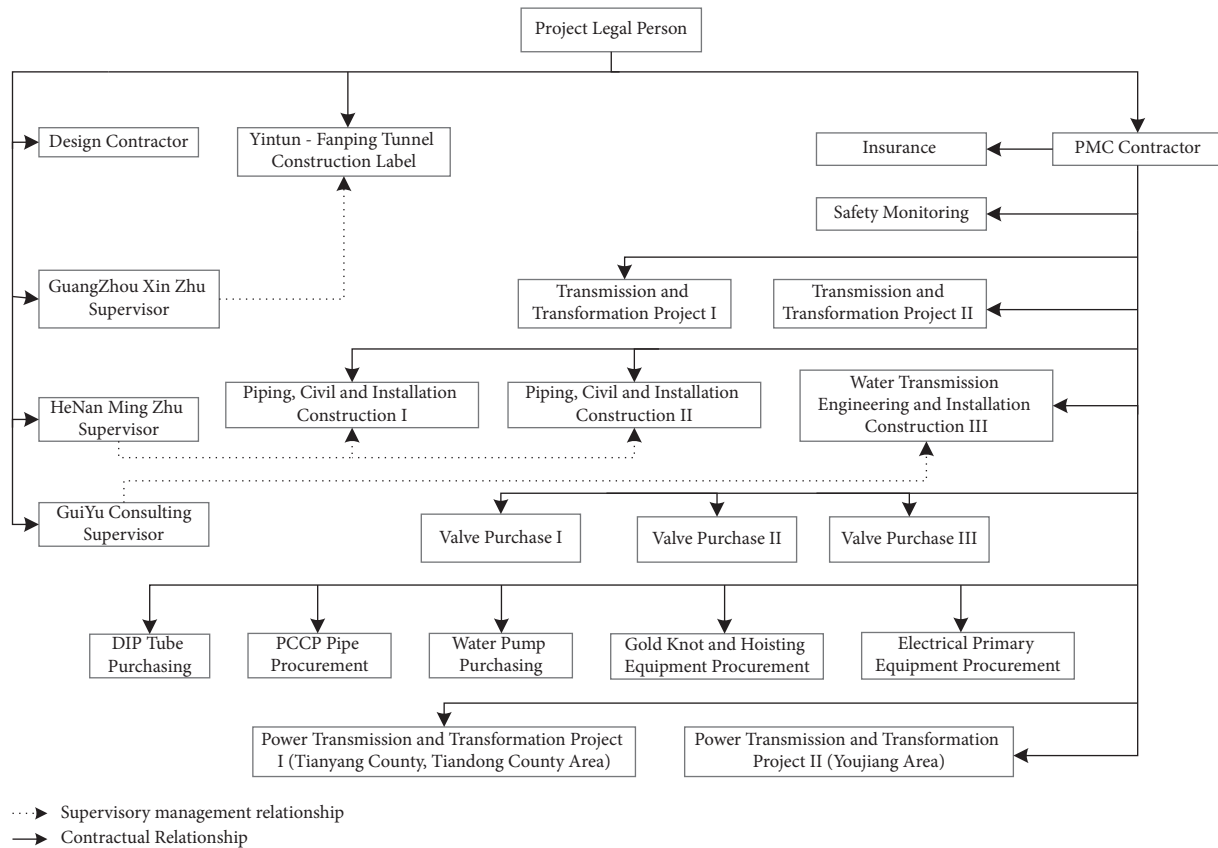 Project Legal Person
Design Contractor
Yintun - Fanping Tunnel
Construction Label
Insurance
PMC Contractor
Safety Monitoring
GuangZhou Xin Zhu
Supervisor
Transmission and
Transformation Project I
Transmission and
Transformation Project II
HeNan Ming Zhu
Supervisor
Piping, Civil and Installation
Construction I
Piping, Civil and Installation
Construction II
Water Transmission
Engineering and Installation
Construction III
GuiYu Consulting
Supervisor
Valve Purchase I
Valve Purchase II
Valve Purchase III
DIP Tube
Purchasing
PCCP Pipe
Procurement
Water Pump
Purchasing
Gold Knot and Hoisting
Equipment Procurement
Electrical Primary
Equipment Procurement
Power Transmission and Transformation Project
I (Tianyang County, Tiandong County Area)
Power Transmission and Transformation
Project II (Youjiang Area)
Supervisory management relationship
Contractual Relationship